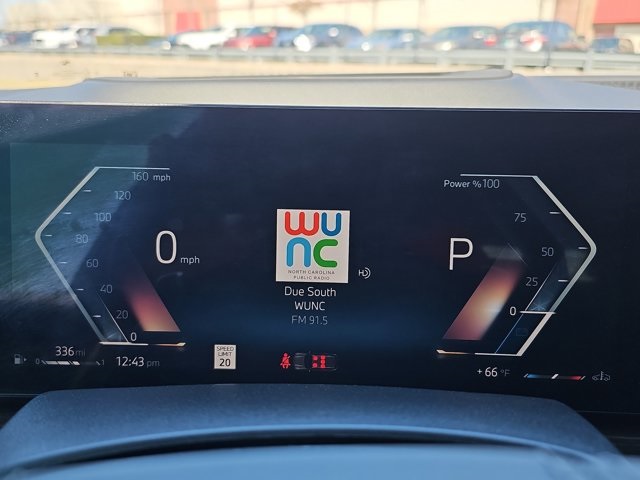 160 mph
120
100
80
60
40
20
0
0 mph
WU
NC
NORTH CAROLINA
PUBLIC RADIO
Due South
WUNC
FM 91.5
Power % 100
75
50
25
0
P
336 mi
0 1
12:43 pm
SPEED
LIMIT
20
+66 °F